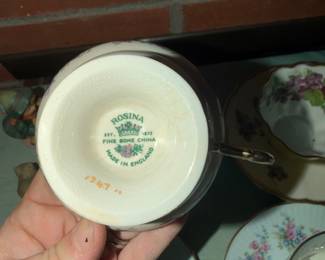 ROSINA
EST. 1875
FINE BONE CHINA
MADE IN ENGLAND